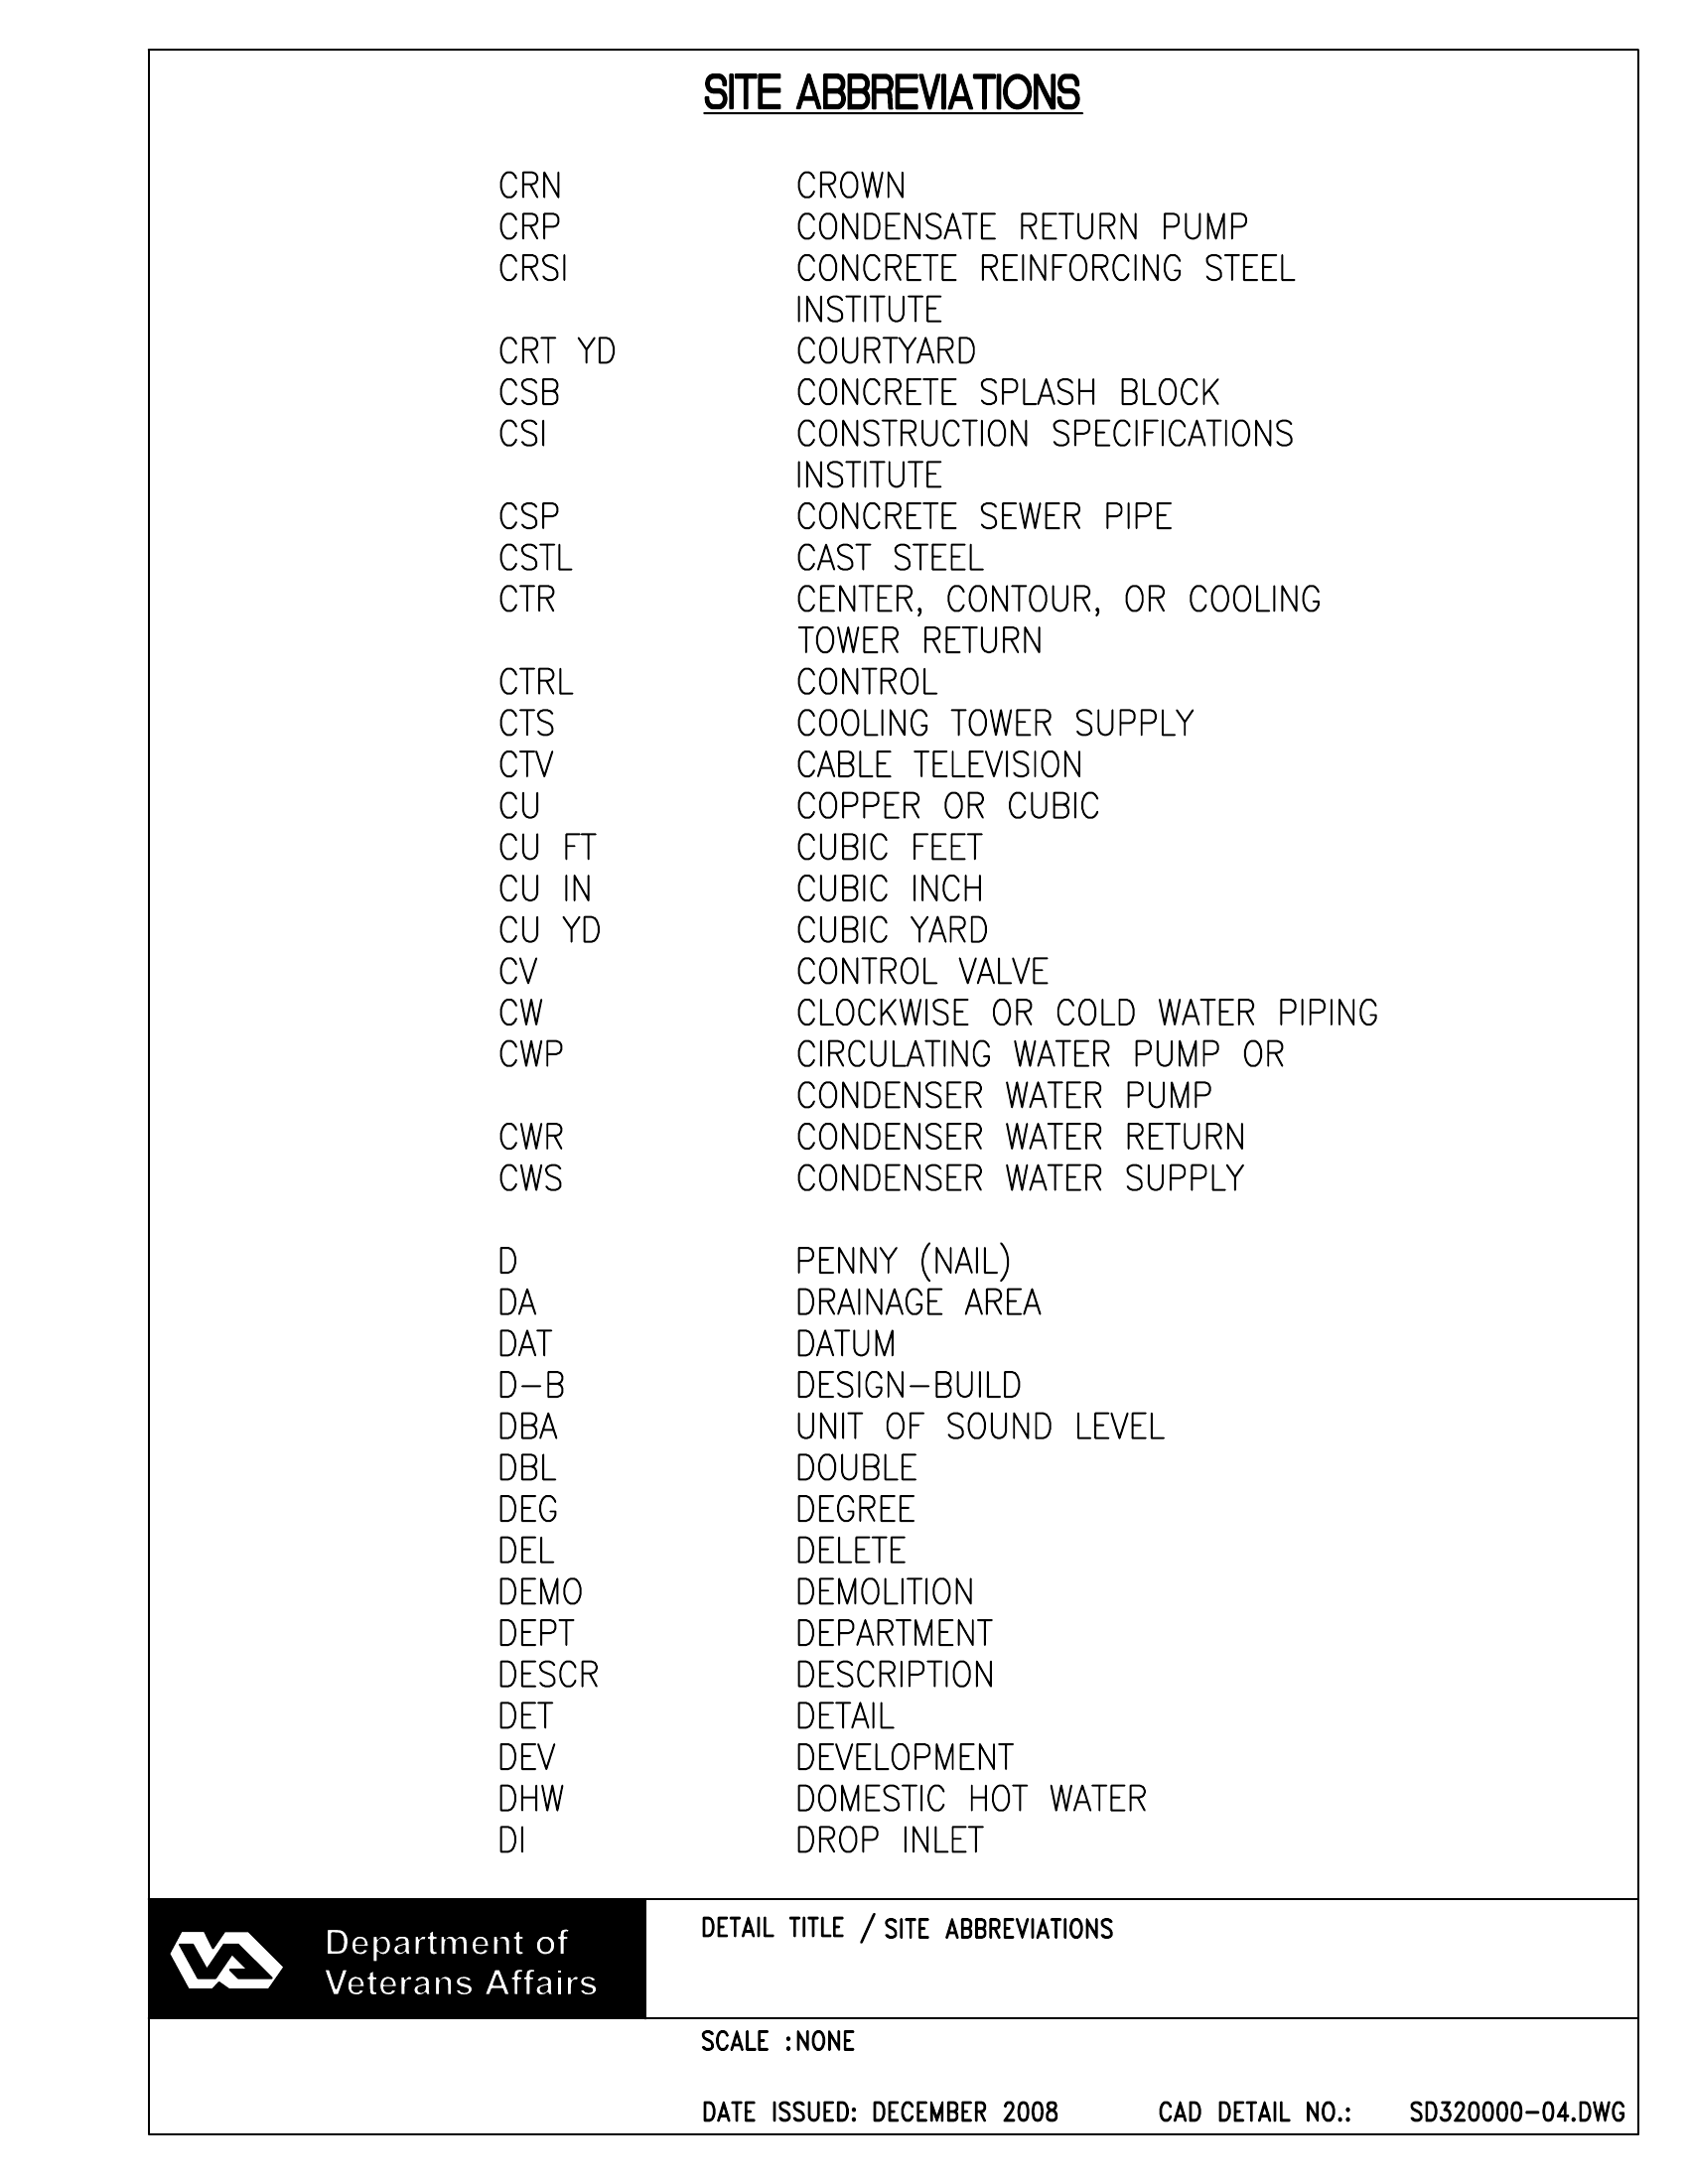 SITE ABBREVIATIONS
CRN CROWN
CRP CONDENSATE RETURN PUMP
CRSI CONCRETE REINFORCING STEEL
INSTITUTE
CRT YD COURTYARD
CSB CONCRETE SPLASH BLOCK
CSI CONSTRUCTION SPECIFICATIONS
INSTITUTE
CSP CONCRETE SEWER PIPE
CSTL CAST STEEL
CTR CENTER, CONTOUR, OR COOLING
TOWER RETURN
CTRL CONTROL
CTS COOLING TOWER SUPPLY
CTV CABLE TELEVISION
CU COPPER OR CUBIC
CU FT CUBIC FEET
CU IN CUBIC INCH
CU YD CUBIC YARD
CV CONTROL VALVE
CW CLOCKWISE OR COLD WATER PIPING
CWP CIRCULATING WATER PUMP OR
CONDENSER WATER PUMP
CWR CONDENSER WATER RETURN
CWS CONDENSER WATER SUPPLY
D PENNY (NAIL)
DA DRAINAGE AREA
DAT DATUM
D-B DESIGN-BUILD
DBA UNIT OF SOUND LEVEL
DBL DOUBLE
DEG DEGREE
DEL DELETE
DEMO DEMOLITION
DEPT DEPARTMENT
DESCR DESCRIPTION
DET DETAIL
DEV DEVELOPMENT
DHW DOMESTIC HOT WATER
DI DROP INLET
Department of
Veterans Affairs
DETAIL TITLE / SITE ABBREVIATIONS
SCALE :NONE
DATE ISSUED: DECEMBER 2008 CAD DETAIL NO.: SD320000-04.DWG